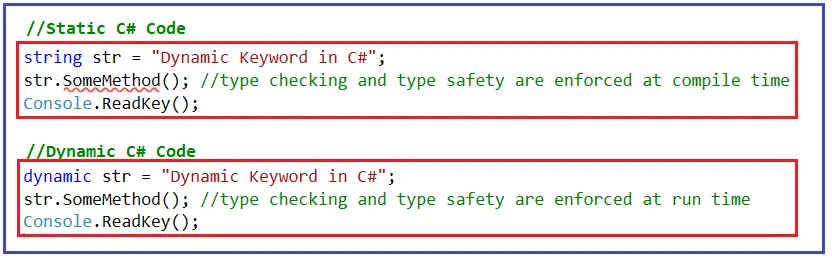 //Static C# Code
string str = "Dynamic Keyword in C#";
str.SomeMethod(); //type checking and type safety are enforced at compile time
Console.ReadKey();
//Dynamic C# Code
dynamic str = "Dynamic Keyword in C#";
str.SomeMethod(); //type checking and type safety are enforced at run time
Console.ReadKey();